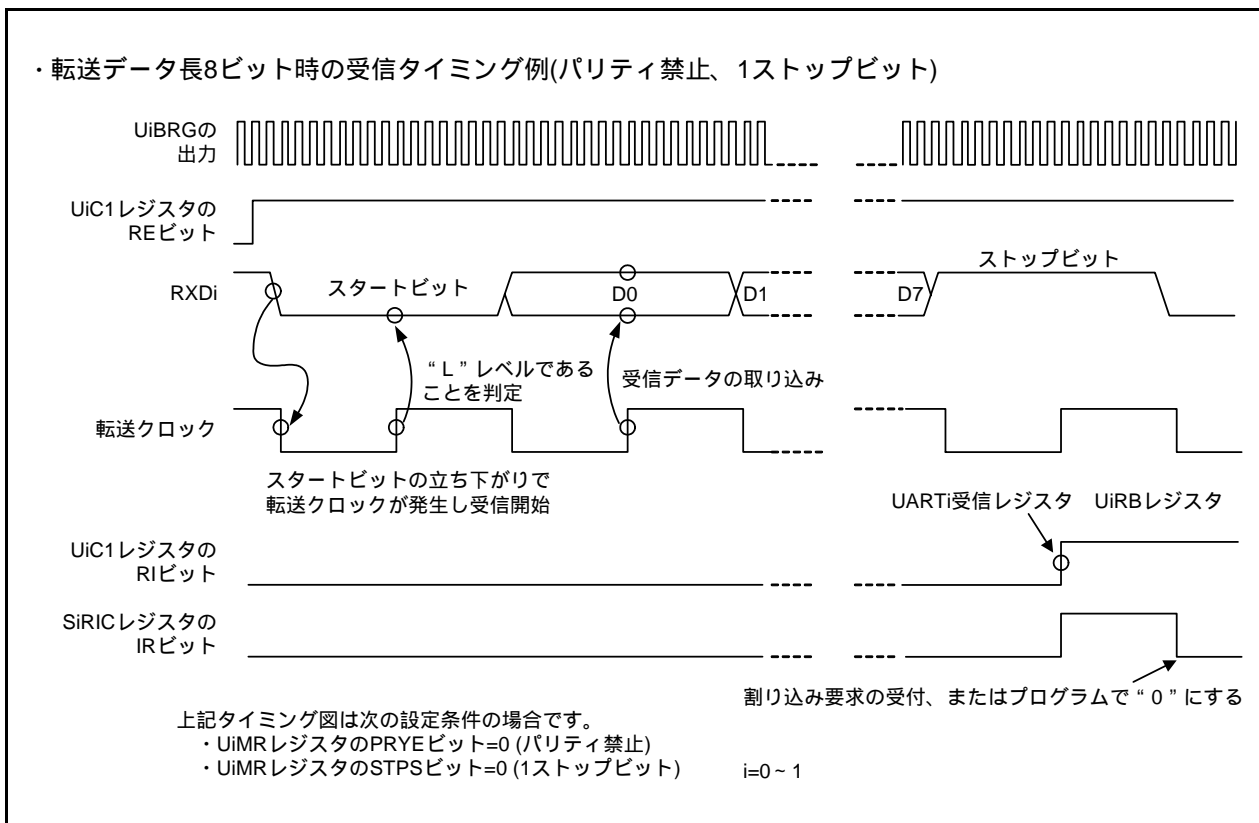 ・転送データ長8ビット時の受信タイミング例(パリティ禁止、1ストップビット)
UiBRGの
出力
UiC1レジスタの
REビット
RXDi
スタートビット
D0
D1
D7
ストップビット
“L”レベルである
ことを判定
受信データの取り込み
転送クロック
スタートビットの立ち下がりで
転送クロックが発生し受信開始
UARTi受信レジスタ UiRBレジスタ
UiC1レジスタの
RIビット
SiRICレジスタの
IRビット
割り込み要求の受付、またはプログラムで“0”にする
上記タイミング図は次の設定条件の場合です。
・UiMRレジスタのPRYEビット=0 (パリティ禁止)
・UiMRレジスタのSTPSビット=0 (1ストップビット) i=0~1